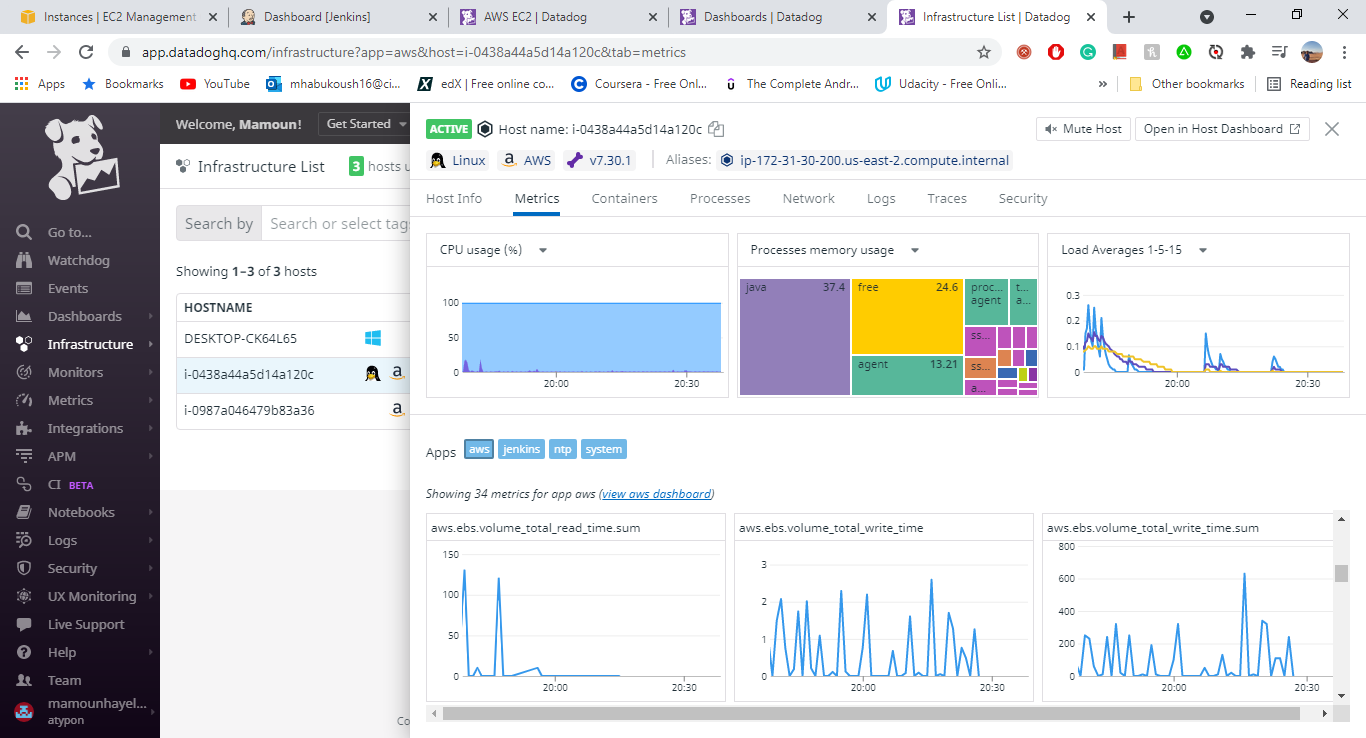 Instances | EC2 Management
Dashboard [Jenkins]
AWS EC2 | Datadog
Dashboards | Datadog
Infrastructure List | Datadog
app.datadoghq.com/infrastructure?app=aws&host=i-0438a44a5d14a120c&tab=metrics
Apps
Bookmarks
YouTube
mhabukoush16@ci...
edX | Free online co...
Coursera - Free Onl...
The Complete Andr...
Udacity - Free Onli...
»
Other bookmarks
Reading list
Go to...
Watchdog
Events
Dashboards
Infrastructure
Monitors
Metrics
Integrations
APM
CI BETA
Notebooks
Logs
Security
UX Monitoring
Live Support
Help
Team
mamounhayel...
atypon
Welcome, Mamoun!
Get Started
Infrastructure List
3 hosts u
Search by
Search or select tags
Showing 1–3 of 3 hosts
HOSTNAME
DESKTOP-CK64L65
i-0438a44a5d14a120c
i-0987a046479b83a36
Co
ACTIVE Host name: i-0438a44a5d14a120c
Mute Host
Open in Host Dashboard
Linux
AWS
v7.30.1
Aliases: ip-172-31-30-200.us-east-2.compute.internal
Host Info
Metrics
Containers
Processes
Network
Logs
Traces
Security
CPU usage (%)
100
50
0
20:00
20:30
Processes memory usage
java 37.4
free 24.6
agent 13.21
proc...
agent
t...
a...
ss...
ss...
a...
Load Averages 1-5-15
0.3
0.2
0.1
0
20:00
20:30
Apps
aws
jenkins
ntp
system
Showing 34 metrics for app aws (view aws dashboard)
aws.ebs.volume_total_read_time.sum
150
100
50
0
20:00
20:30
aws.ebs.volume_total_write_time
3
2
1
0
20:00
20:30
aws.ebs.volume_total_write_time.sum
800
600
400
200
0
20:00
20:30